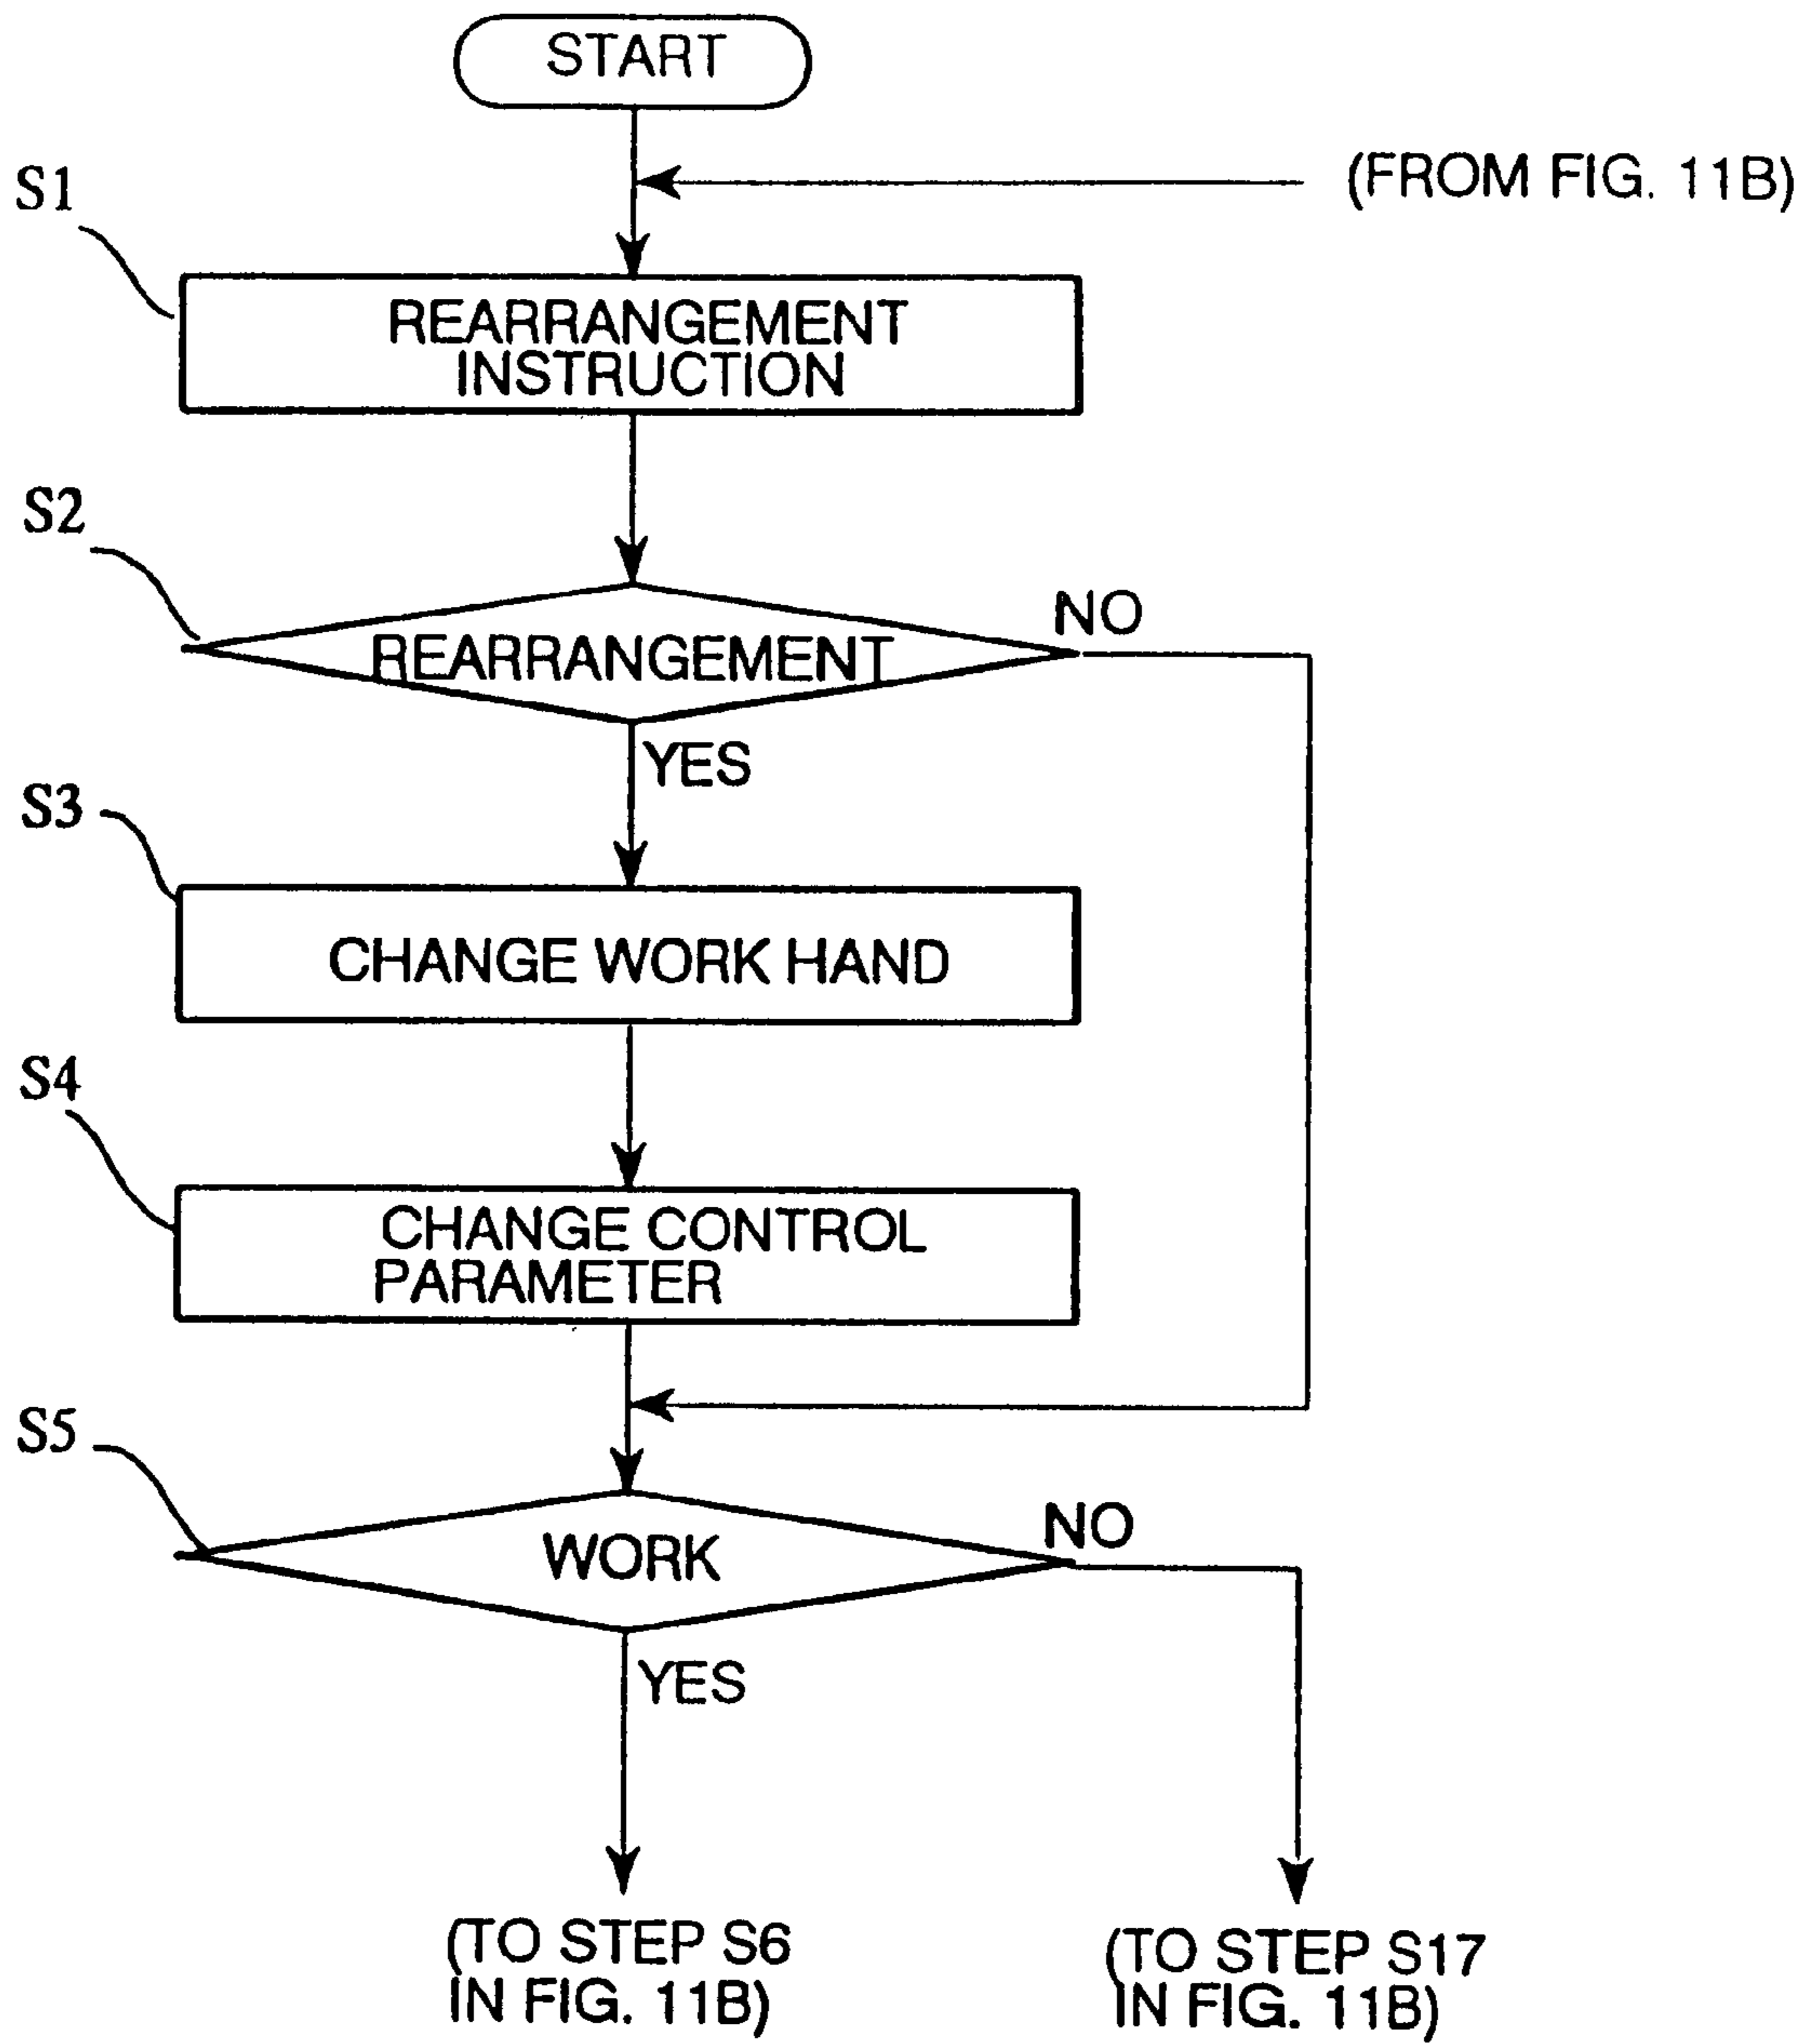 START
(FROM FIG. 11B)
S1
REARRANGEMENT
INSTRUCTION
S2
REARRANGEMENT
NO
YES
S3
CHANGE WORK HAND
S4
CHANGE CONTROL
PARAMETER
S5
WORK
NO
YES
(TO STEP S6
IN FIG. 11B)
(TO STEP S17
IN FIG. 11B)